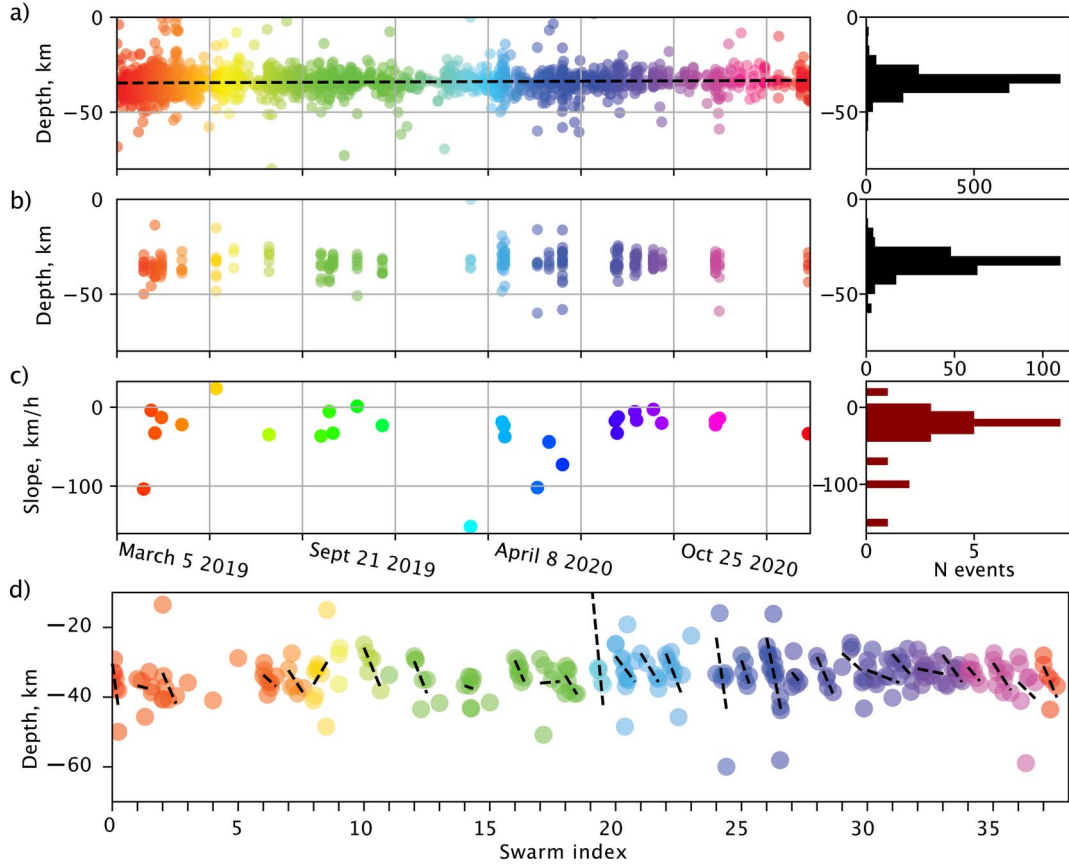 a)
0
−50
Depth, km
0
−50
0
500
b)
0
−50
Depth, km
0
−50
0
50
100
c)
0
−100
Slope, km/h
0
−100
0
5
N events
March 5 2019
Sept 21 2019
April 8 2020
Oct 25 2020
d)
−20
−40
−60
Depth, km
0
5
10
15
20
25
30
35
Swarm index